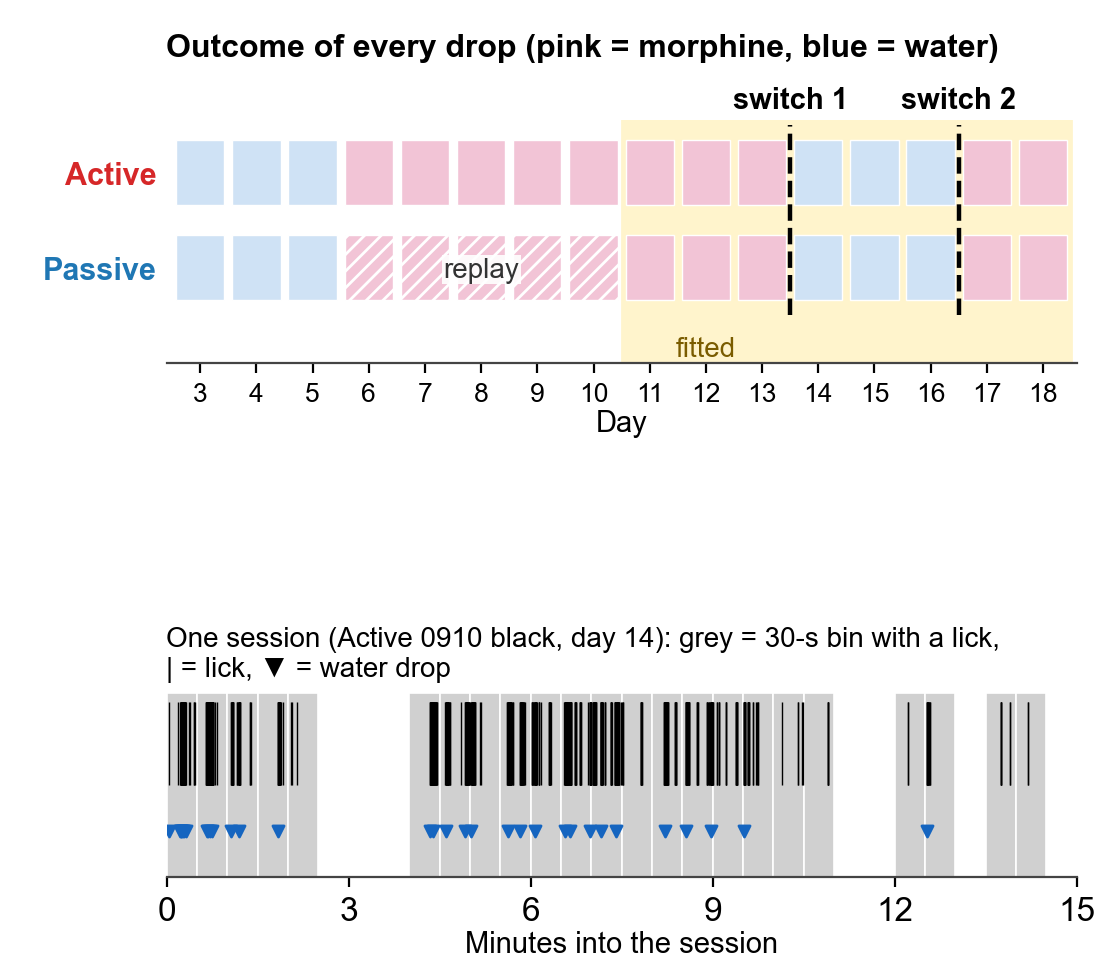 Outcome of every drop (pink = morphine, blue = water)
switch 1 switch 2
Active
Passive
replay
fitted
3 4 5 6 7 8 9 10 11 12 13 14 15 16 17 18
Day
One session (Active 0910 black, day 14): grey = 30-s bin with a lick,
| = lick, ▼ = water drop
0 3 6 9 12 15
Minutes into the session